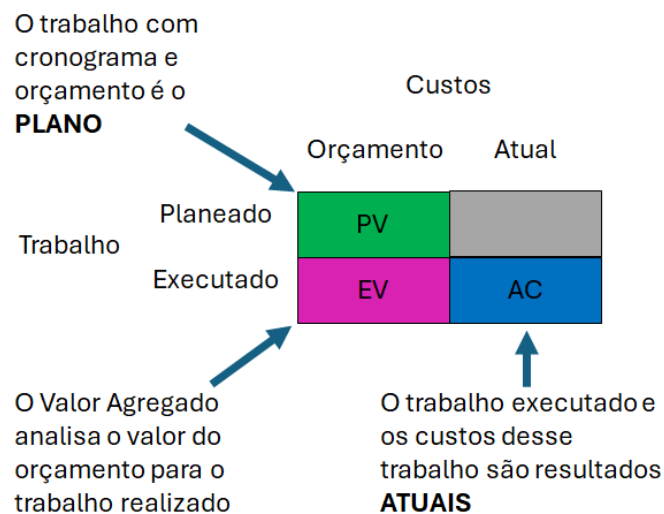 O trabalho com
cronograma e
orçamento é o
PLANO
Custos
Orçamento Atual
Planeado PV
Trabalho
Executado EV AC
O Valor Agregado
analisa o valor do
orçamento para o
trabalho realizado
O trabalho executado e
os custos desse
trabalho são resultados
ATUAIS